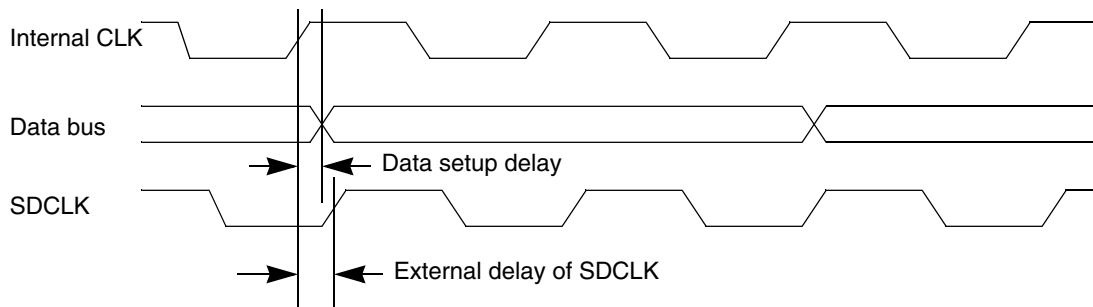 Internal CLK
Data bus
Data setup delay
SDCLK
External delay of SDCLK